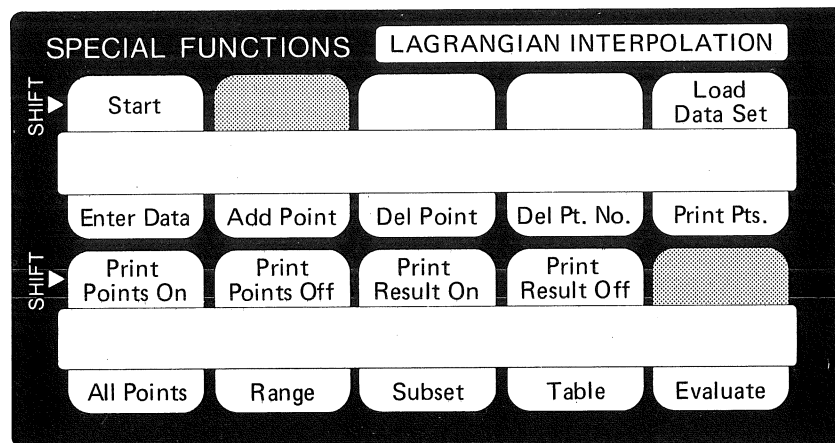 SPECIAL FUNCTIONS LAGRANGIAN INTERPOLATION
SHIFT
Start
Load
Data Set
Enter Data Add Point Del Point Del Pt. No. Print Pts.
SHIFT
Print Print Print Print
Points On Points Off Result On Result Off
All Points Range Subset Table Evaluate